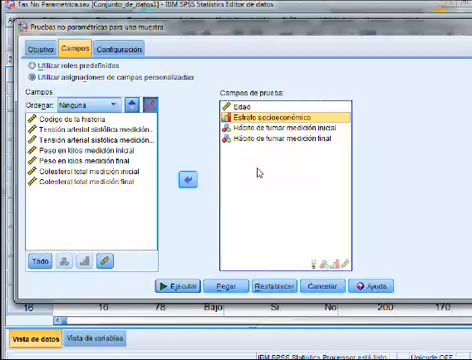 Tas No Parametrica.sav [Conjunto_de_datos1] - IBM SPSS Statistics Editor de datos
Pruebas no paramétricas para una muestra
Objetivo Campos Configuración
Utilizar roles predefinidos
Utilizar asignaciones de campos personalizadas
Campos:
Ordenar: Ninguna
Codigo de la historia
Tensión arterial sistólica medición...
Tensión arterial sistólica medición...
Peso en kilos medición inicial
Peso en kilos medición final
Colesterol total medición inicial
Colesterol total medición final
Todo
Campos de prueba:
Edad
Estrato socioeconómico
Hábito de fumar medición inicial
Hábito de fumar medición final
Ejecutar Pegar Restablecer Cancelar Ayuda
16 78 Bajo Si 200 170
Vista de datos Vista de variables
IBM SPSS Statistics Processor está listo
Unicode:OFF